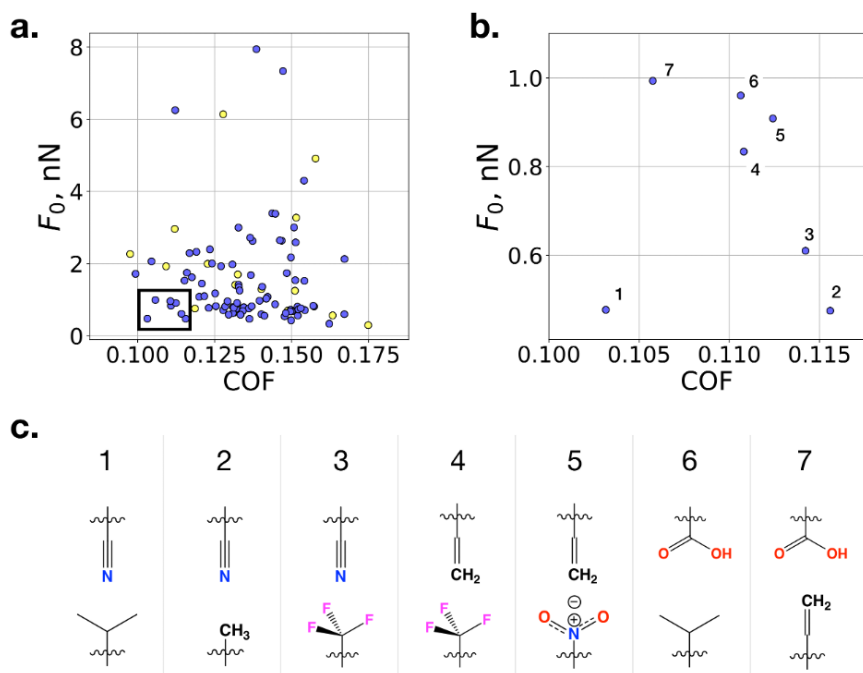 a.
b.
8
6
4
2
0
F₀, nN
0.100 0.125 0.150 0.175
COF
1.0
0.8
0.6
F₀, nN
7
6
5
4
3
1
2
0.100 0.105 0.110 0.115
COF
c.
1 2 3 4 5 6 7
N N N CH₂ CH₂ O OH O OH
CH₃ F F F F F F O N + − O CH₂